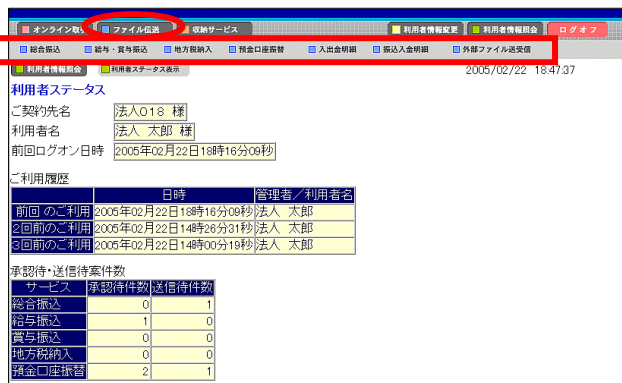 オンライン取引 ファイル伝送 収納サービス 利用者情報変更 利用者情報照会 ログオフ
総合振込 給与・賞与振込 地方税納入 預金口座振替 入出金明細 振込入金明細 外部ファイル送受信
利用者情報照会 利用者ステータス表示 2005/02/22 18:47:37
利用者ステータス
ご契約先名 法人018 様
利用者名 法人 太郎 様
前回ログオン日時 2005年02月22日18時16分09秒
ご利用履歴
日時 管理者／利用者名
前回 のご利用 2005年02月22日18時16分09秒 法人 太郎
2回前のご利用 2005年02月22日14時26分31秒 法人 太郎
3回前のご利用 2005年02月22日14時00分19秒 法人 太郎
承認待・送信待案件数
サービス 承認待件数 送信待件数
総合振込 0 1
給与振込 1 0
賞与振込 0 0
地方税納入 0 0
預金口座振替 2 1